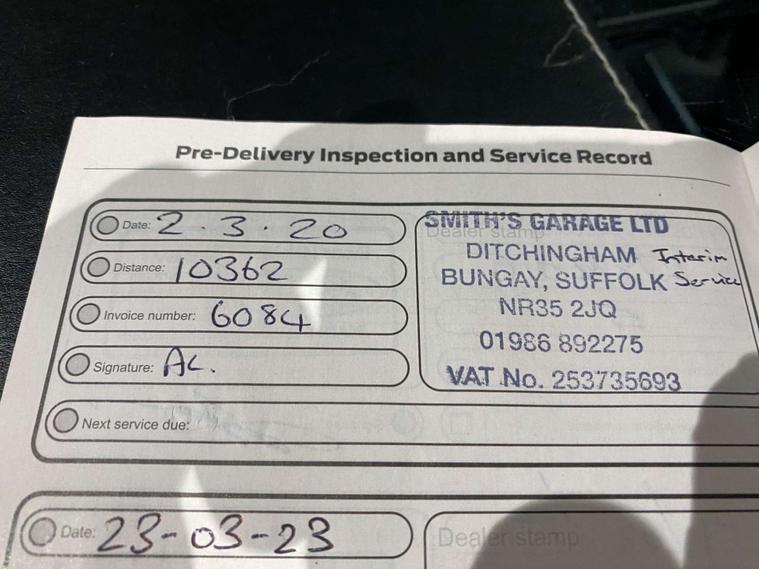 Pre-Delivery Inspection and Service Record
Date: 2.3.20
Distance: 10362
Invoice number: 6084
Signature: AL.
Next service due:
Dealer stamp
SMITH'S GARAGE LTD
DITCHINGHAM Interim
BUNGAY, SUFFOLK Service
NR35 2JQ
01986 892275
VAT No. 253735693
Date: 23-03-23
Dealer stamp